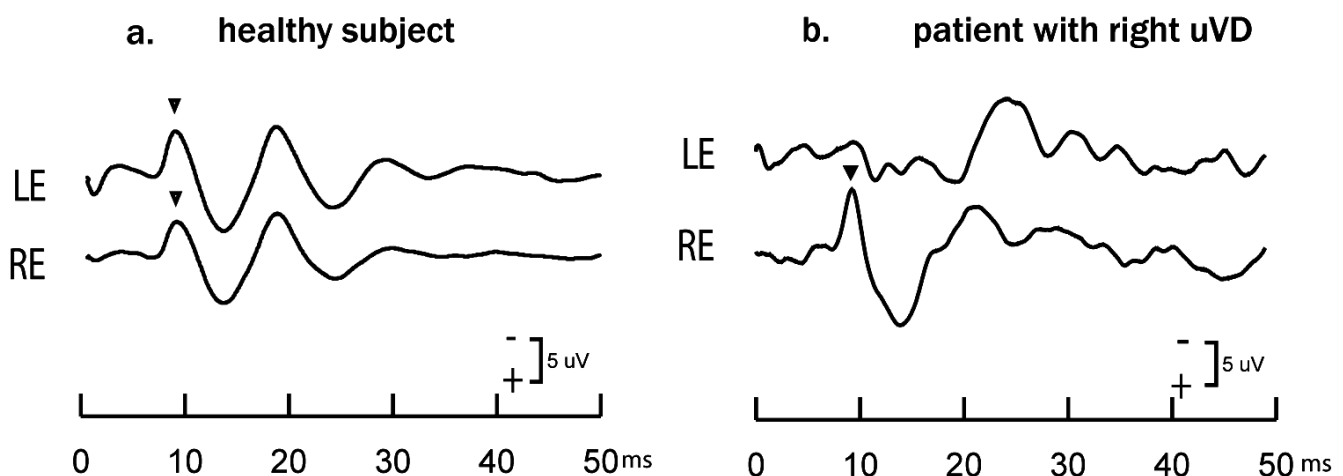 a. healthy subject
LE
RE
-
+
5 uV
0 10 20 30 40 50 ms
b. patient with right uVD
LE
RE
-
+
5 uV
0 10 20 30 40 50 ms